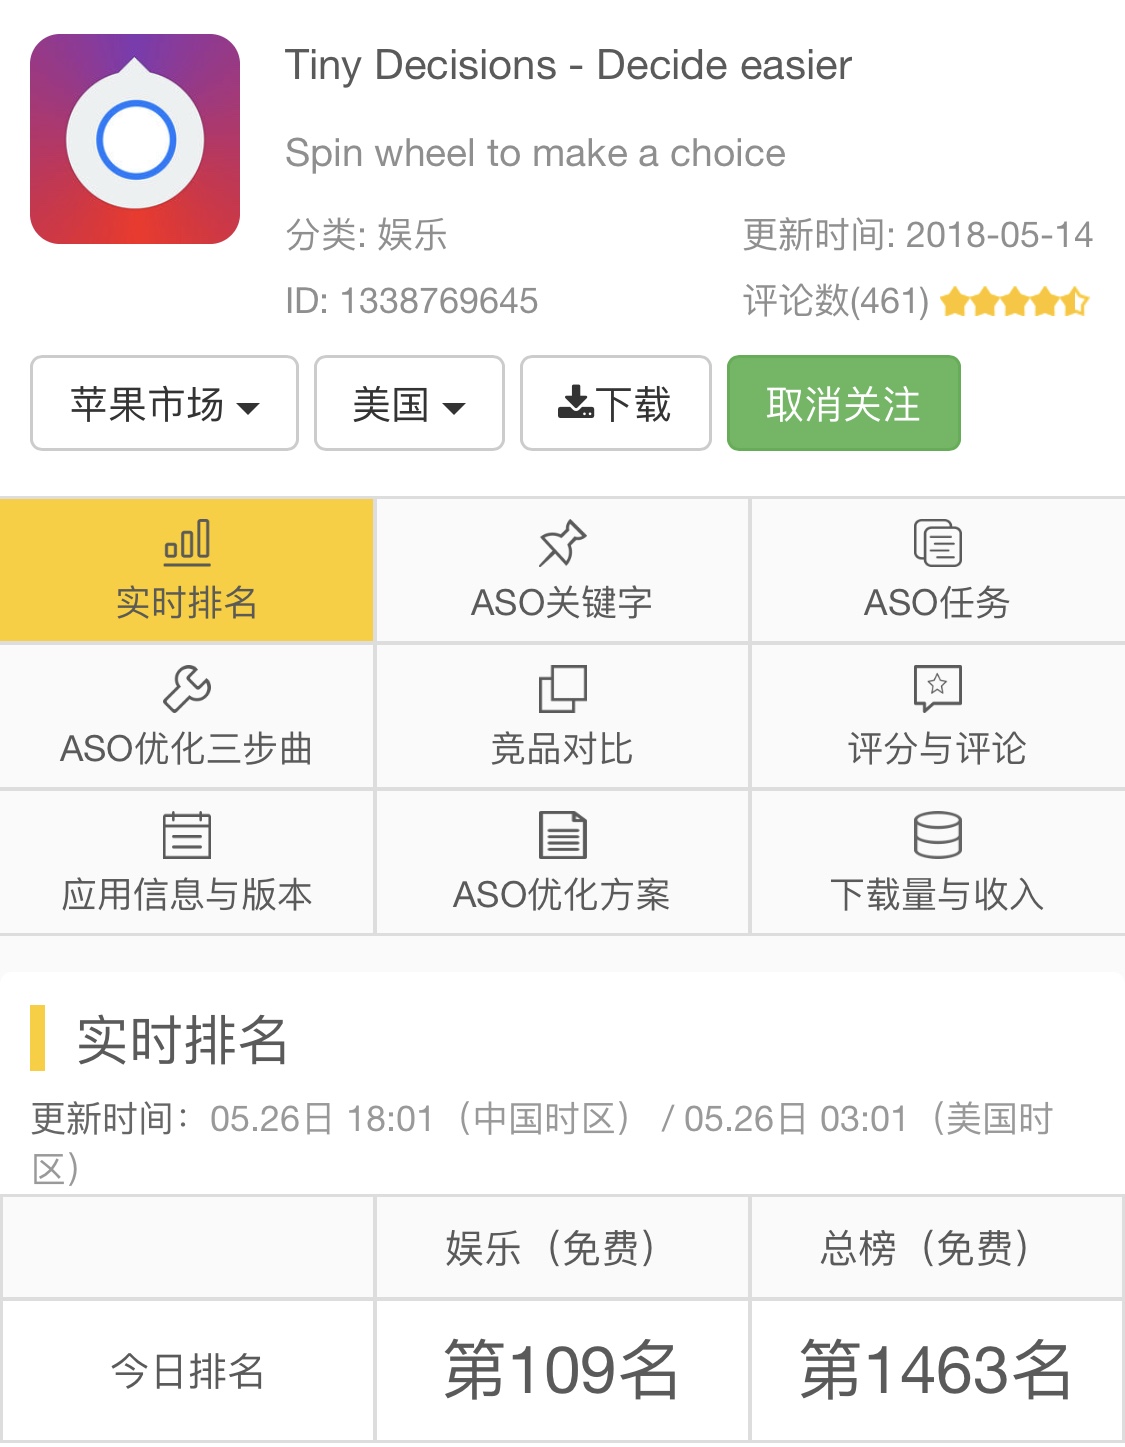 Tiny Decisions - Decide easier
Spin wheel to make a choice
分类: 娱乐
更新时间: 2018-05-14
ID: 1338769645
评论数(461)
苹果市场
美国
下载
取消关注
实时排名
ASO关键字
ASO任务
ASO优化三步曲
竞品对比
评分与评论
应用信息与版本
ASO优化方案
下载量与收入
实时排名
更新时间：05.26日 18:01（中国时区） / 05.26日 03:01（美国时
区）
娱乐（免费）
总榜（免费）
今日排名
第109名
第1463名